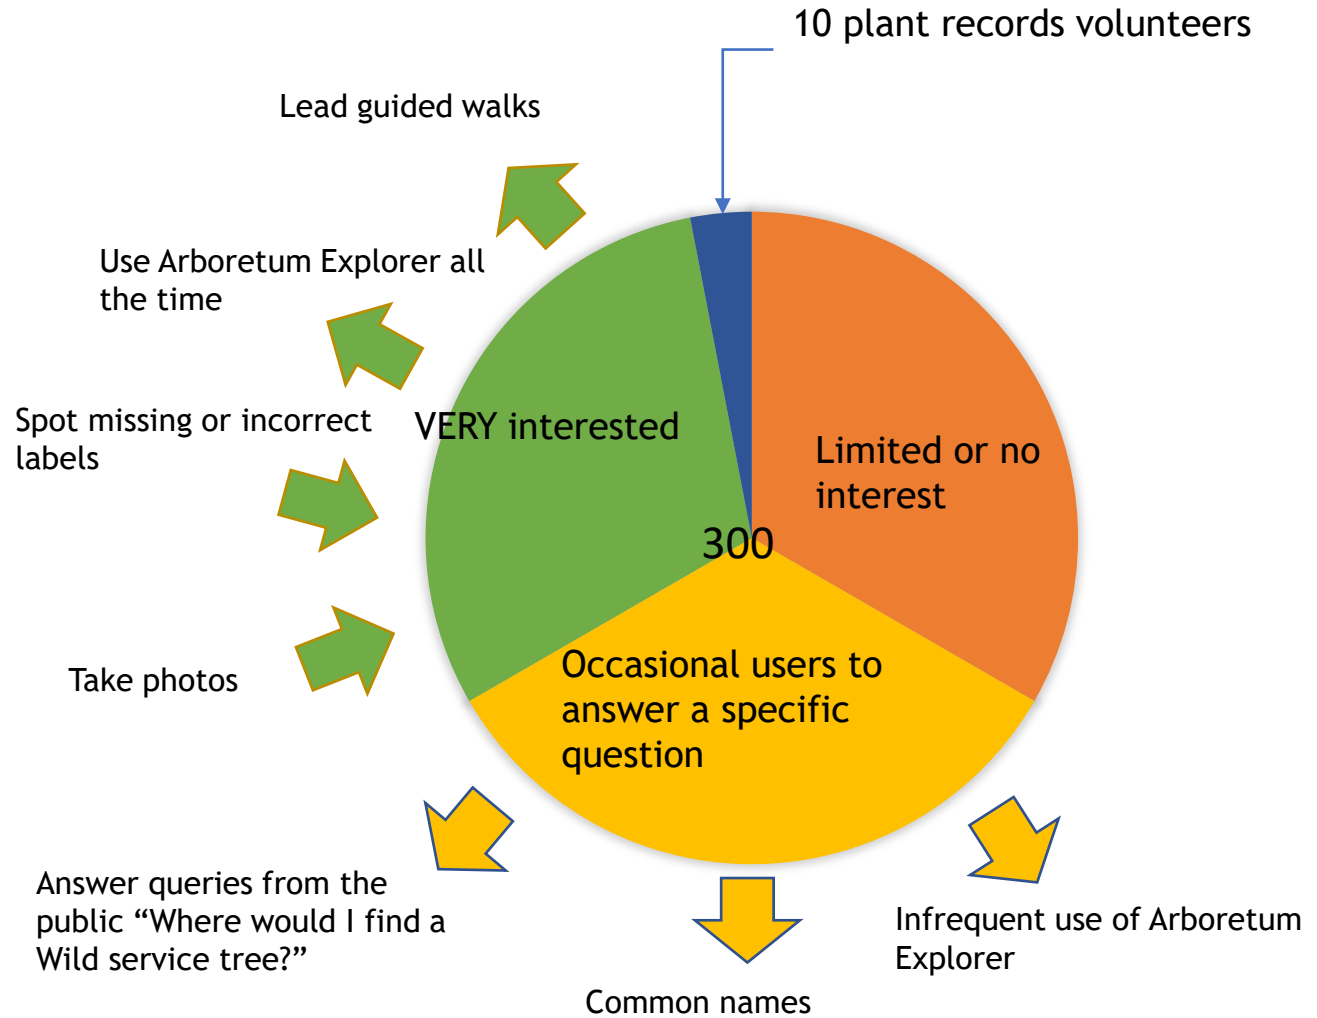 10 plant records volunteers
Lead guided walks
Use Arboretum Explorer all
the time
Spot missing or incorrect
labels
VERY interested
Limited or no
interest
300
Take photos
Occasional users to
answer a specific
question
Answer queries from the
public “Where would I find a
Wild service tree?”
Infrequent use of Arboretum
Explorer
Common names